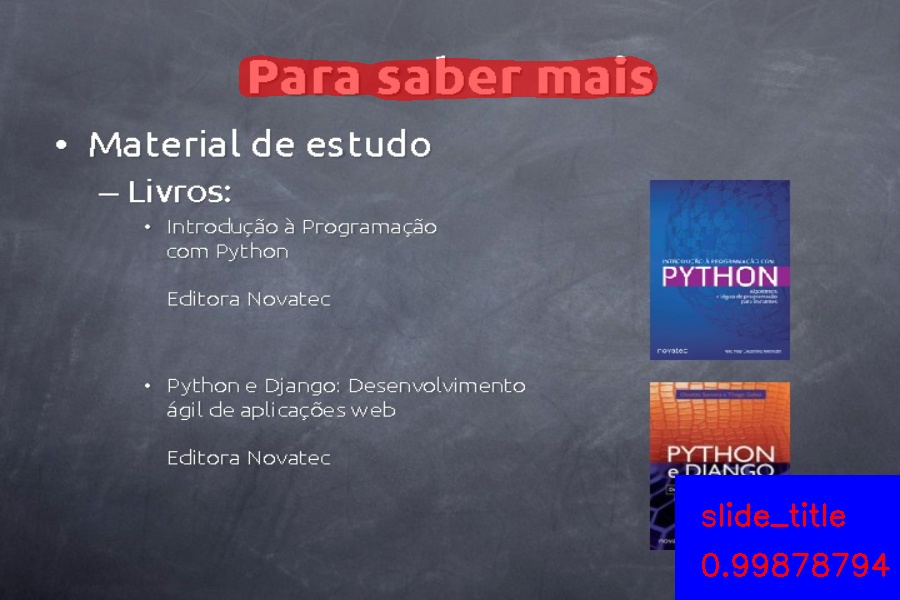 Para saber mais
• Material de estudo
– Livros:
• Introdução à Programação
com Python
Editora Novatec
INTRODUÇÃO À PROGRAMAÇÃO COM
PYTHON
Algoritmos
e lógica de programação
para iniciantes
novatec
• Python e Django: Desenvolvimento
ágil de aplicações web
Editora Novatec
PYTHON
e DJANGO
slide_title
0.99878794